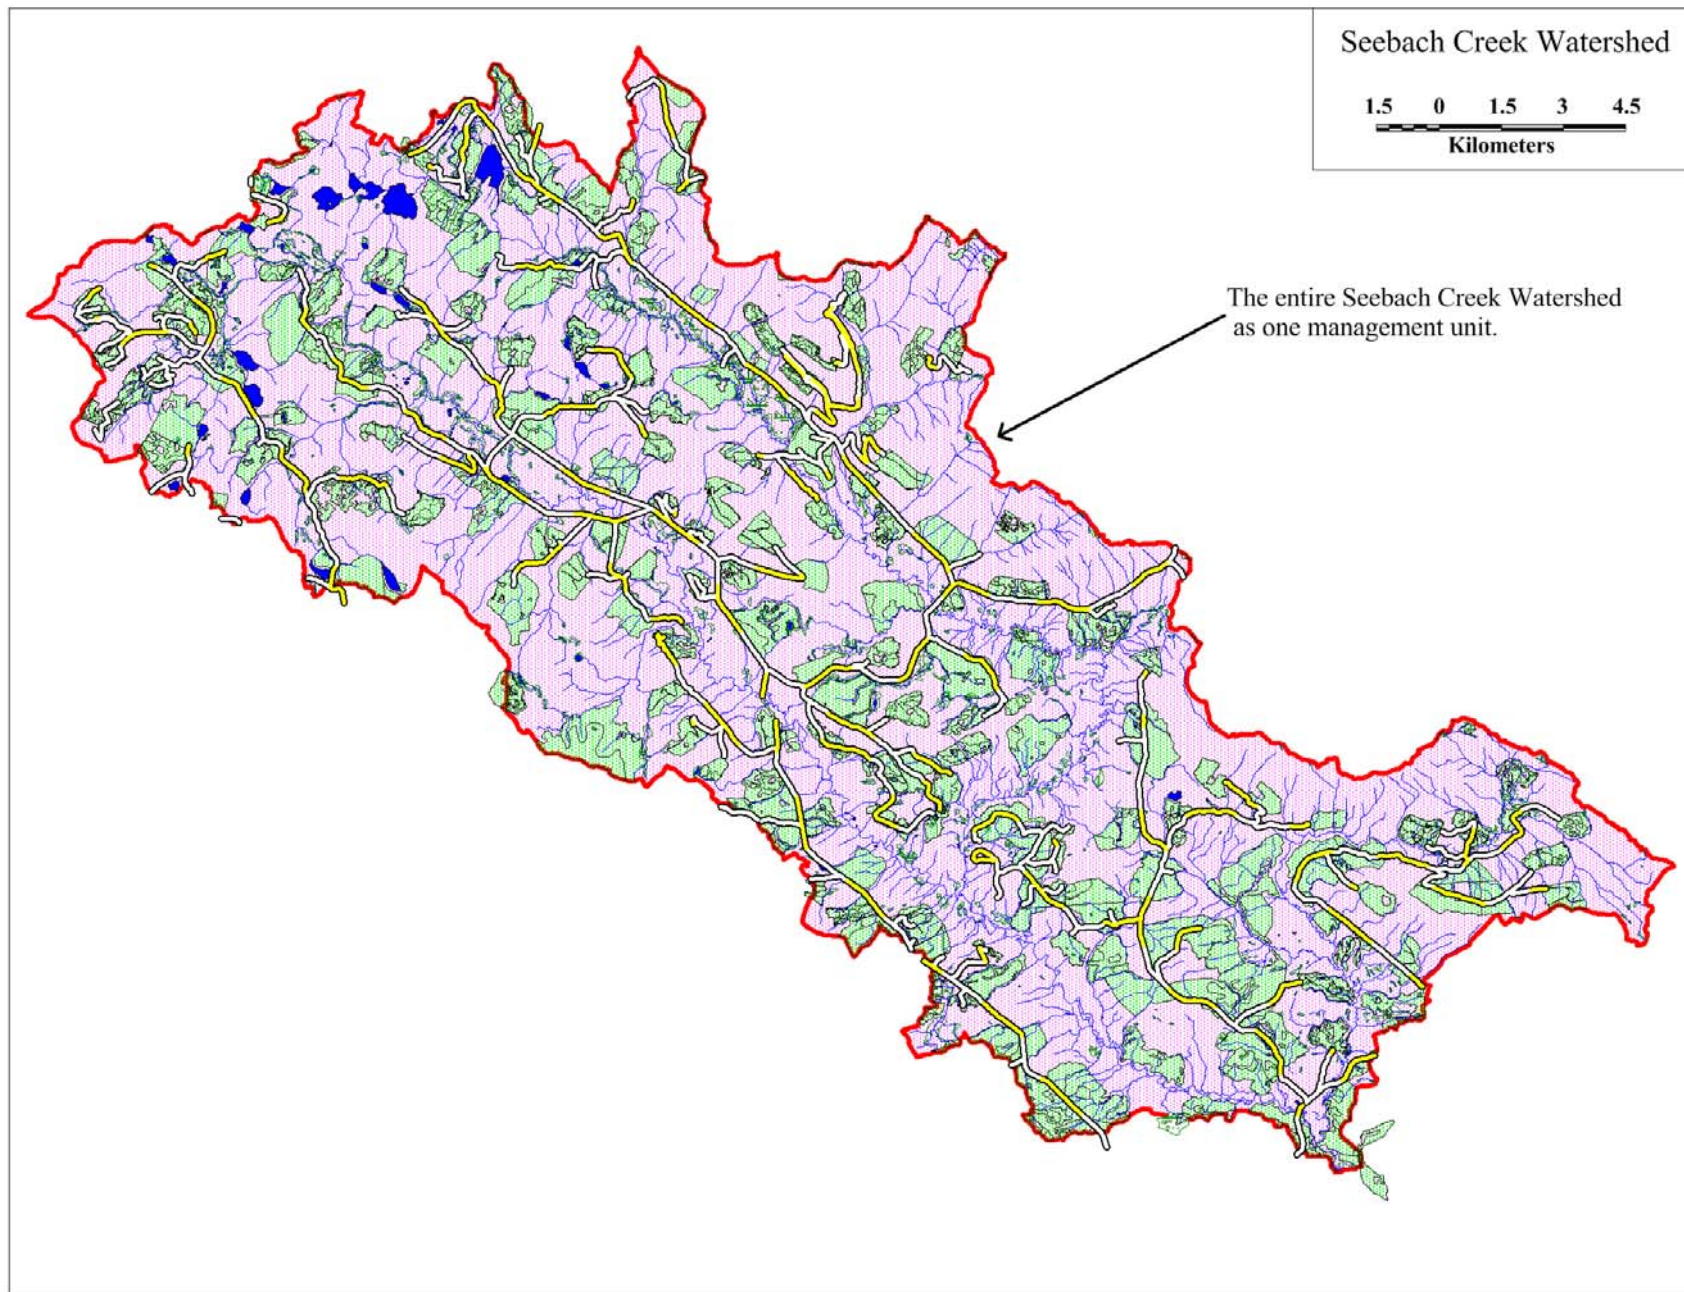 Seebach Creek Watershed
1.5 0 1.5 3 4.5
Kilometers
The entire Seebach Creek Watershed
as one management unit.